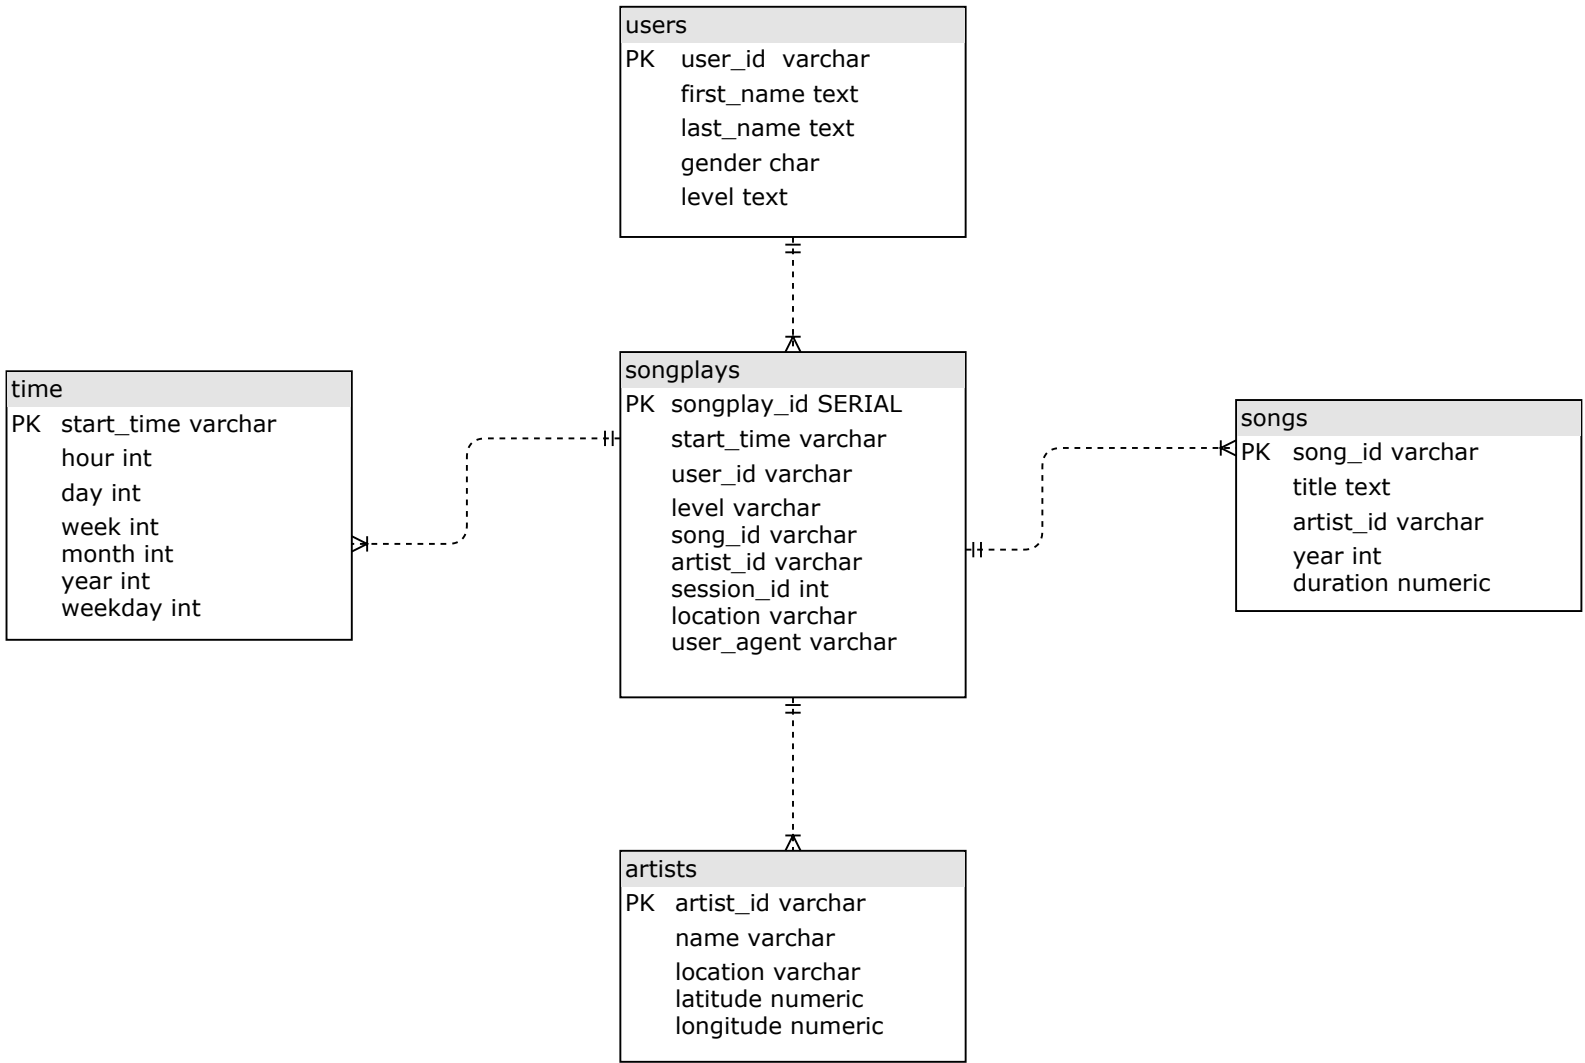 users
PK user_id varchar
first_name text
last_name text
gender char
level text
time
PK start_time varchar
hour int
day int
week int
month int
year int
weekday int
songplays
PK songplay_id SERIAL
start_time varchar
user_id varchar
level varchar
song_id varchar
artist_id varchar
session_id int
location varchar
user_agent varchar
songs
PK song_id varchar
title text
artist_id varchar
year int
duration numeric
artists
PK artist_id varchar
name varchar
location varchar
latitude numeric
longitude numeric